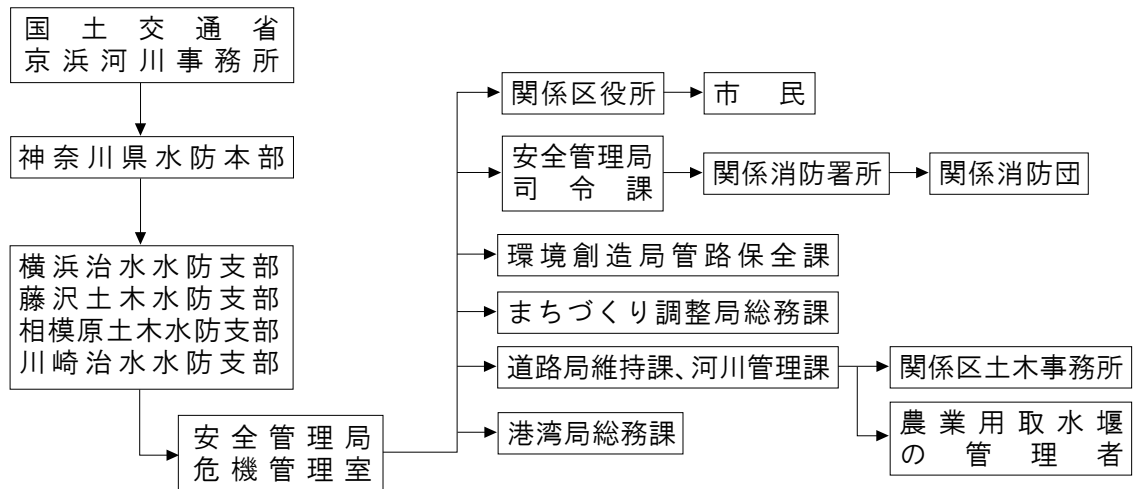 国土交通省
京浜河川事務所
神奈川県水防本部
横浜治水水防支部
藤沢土木水防支部
相模原土木水防支部
川崎治水水防支部
安全管理局
危機管理室
関係区役所
市民
安全管理局
司令課
関係消防署所
関係消防団
環境創造局管路保全課
まちづくり調整局総務課
道路局維持課、河川管理課
関係区土木事務所
農業用取水堰
の管理者
港湾局総務課